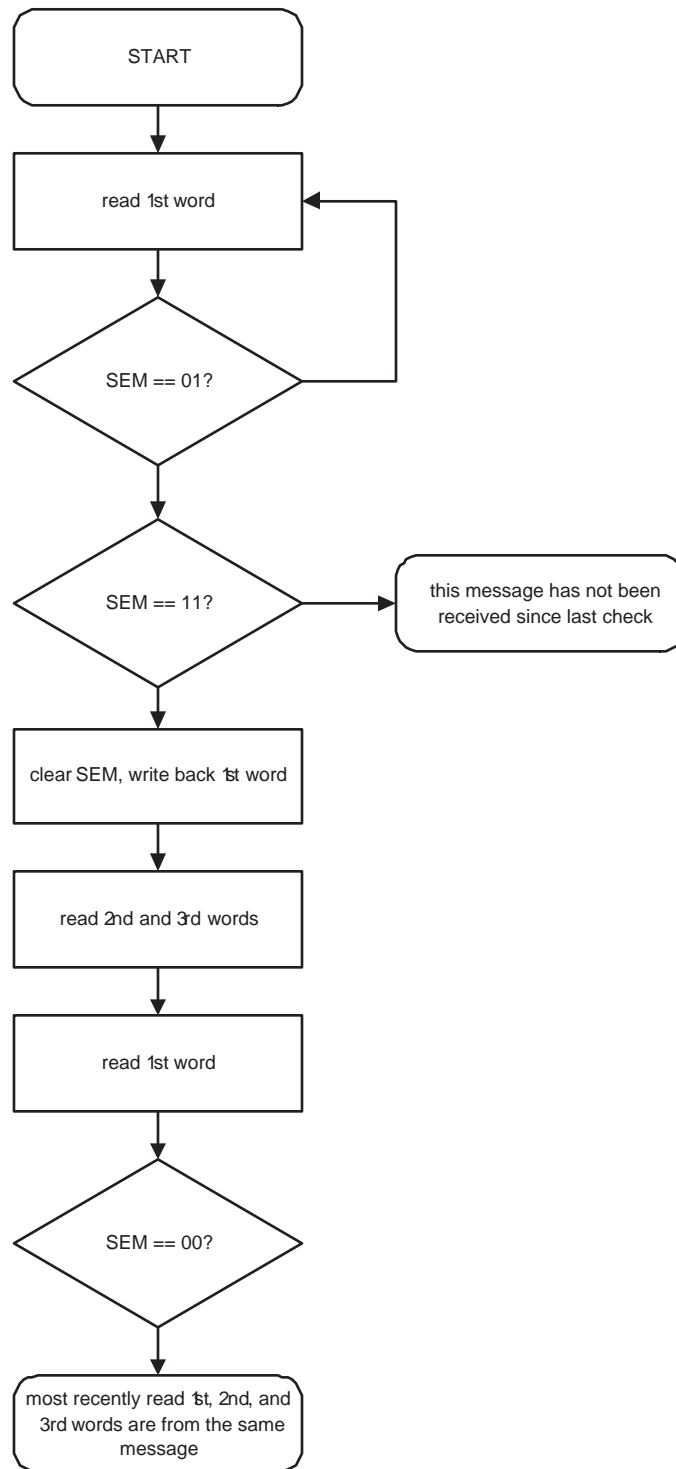 START
read 1st word
SEM == 01?
SEM == 11?
this message has not been
received since last check
clear SEM, write back 1st word
read 2nd and 3rd words
read 1st word
SEM == 00?
most recently read 1st, 2nd, and
3rd words are from the same
message